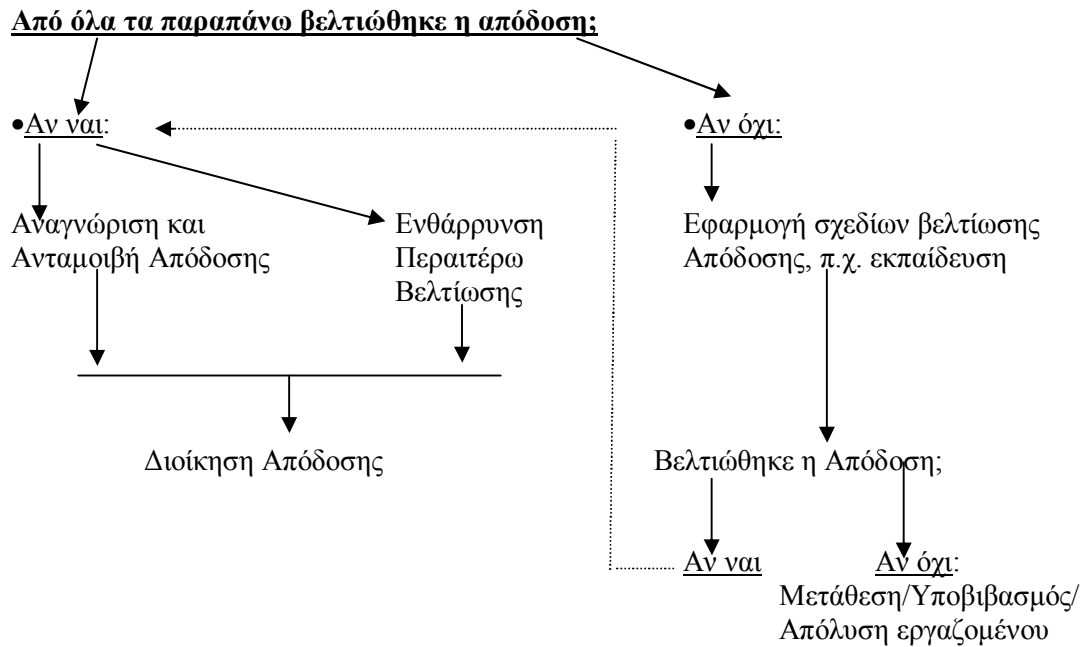 Από όλα τα παραπάνω βελτιώθηκε η απόδοση;
•Αν ναι:
•Αν όχι:
Αναγνώριση και
Ανταμοιβή Απόδοσης
Ενθάρρυνση
Περαιτέρω
Βελτίωσης
Εφαρμογή σχεδίων βελτίωσης
Απόδοσης, π.χ. εκπαίδευση
Διοίκηση Απόδοσης
Βελτιώθηκε η Απόδοση;
Αν ναι
Αν όχι:
Μετάθεση/Υποβιβασμός/
Απόλυση εργαζομένου